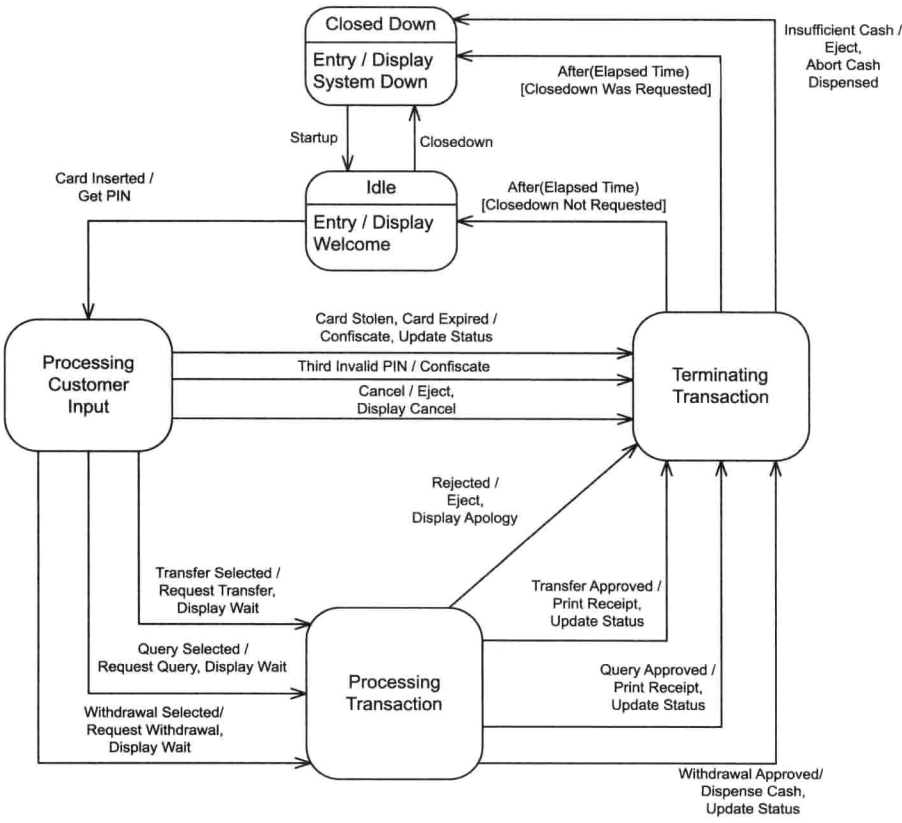 Closed Down
Entry / Display
System Down
Insufficient Cash /
Eject,
Abort Cash
Dispensed
After(Elapsed Time)
[Closedown Was Requested]
Startup
Closedown
Card Inserted /
Get PIN
Idle
Entry / Display
Welcome
After(Elapsed Time)
[Closedown Not Requested]
Processing
Customer
Input
Card Stolen, Card Expired /
Confiscate, Update Status
Third Invalid PIN / Confiscate
Cancel / Eject,
Display Cancel
Terminating
Transaction
Rejected /
Eject,
Display Apology
Transfer Selected /
Request Transfer,
Display Wait
Transfer Approved /
Print Receipt,
Update Status
Query Selected /
Request Query, Display Wait
Processing
Transaction
Query Approved /
Print Receipt,
Update Status
Withdrawal Selected/
Request Withdrawal,
Display Wait
Withdrawal Approved/
Dispense Cash,
Update Status